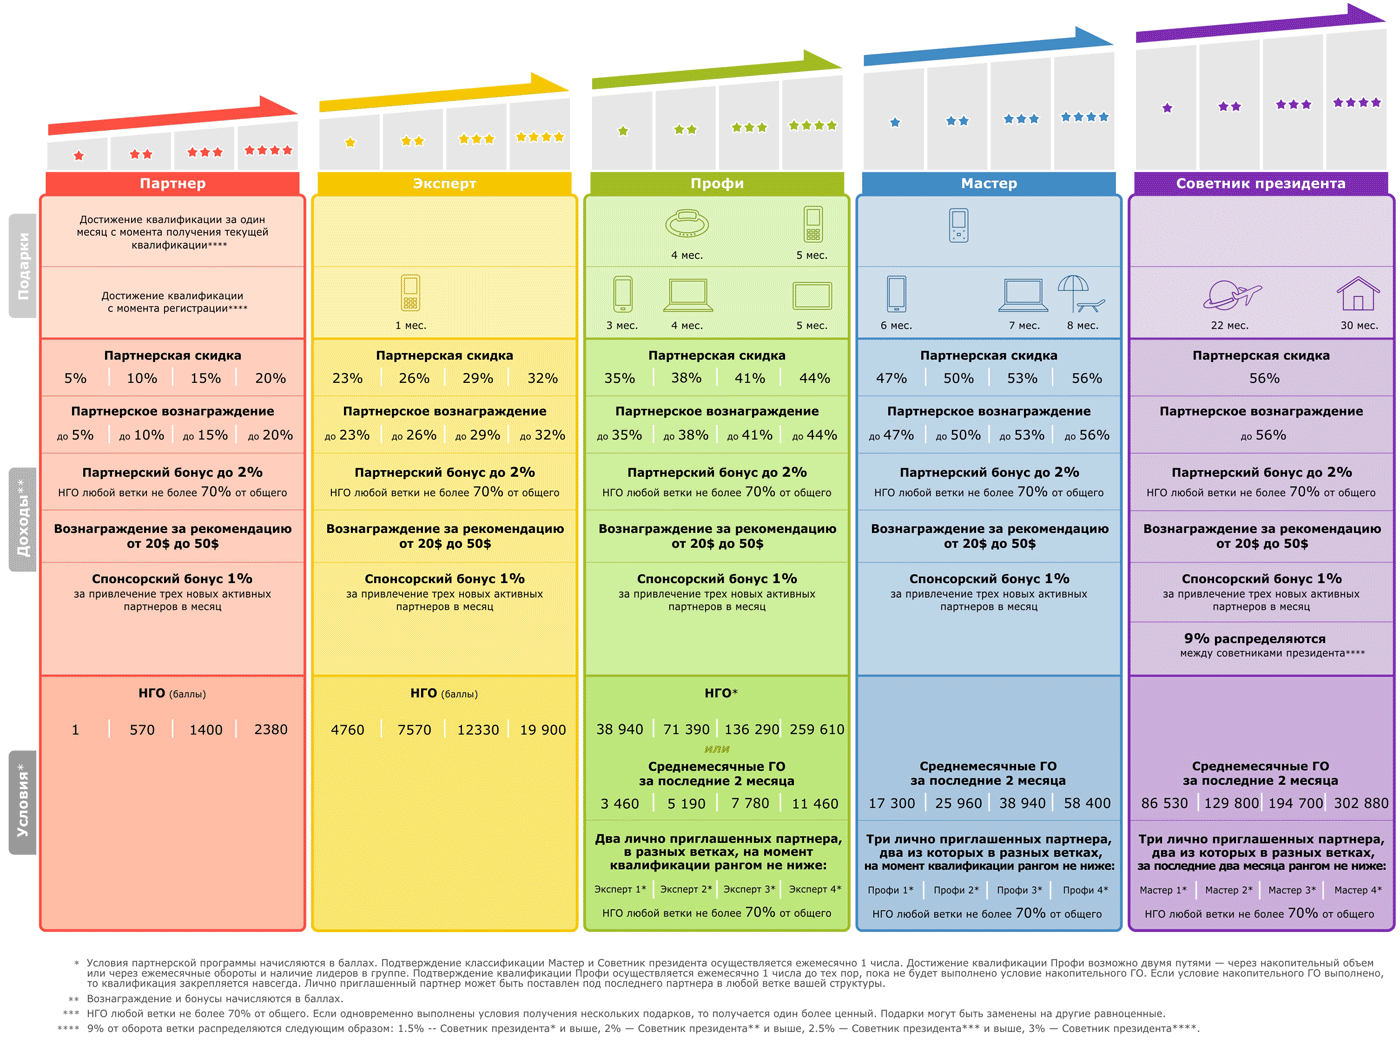 Партнер
Эксперт
Профи
Мастер
Советник президента
Подарки
Достижение квалификации за один
месяц с момента получения текущей
квалификации****
4 мес.
5 мес.
Достижение квалификации
с момента регистрации****
1 мес.
3 мес.
4 мес.
5 мес.
6 мес.
7 мес.
8 мес.
22 мес.
30 мес.
Доходы**
Партнерская скидка
5% 10% 15% 20%
Партнерская скидка
23% 26% 29% 32%
Партнерская скидка
35% 38% 41% 44%
Партнерская скидка
47% 50% 53% 56%
Партнерская скидка
56%
Партнерское вознаграждение
до 5% до 10% до 15% до 20%
Партнерское вознаграждение
до 23% до 26% до 29% до 32%
Партнерское вознаграждение
до 35% до 38% до 41% до 44%
Партнерское вознаграждение
до 47% до 50% до 53% до 56%
Партнерское вознаграждение
до 56%
Партнерский бонус до 2%
НГО любой ветки не более 70% от общего
Партнерский бонус до 2%
НГО любой ветки не более 70% от общего
Партнерский бонус до 2%
НГО любой ветки не более 70% от общего
Партнерский бонус до 2%
НГО любой ветки не более 70% от общего
Партнерский бонус до 2%
НГО любой ветки не более 70% от общего
Вознаграждение за рекомендацию
от 20$ до 50$
Вознаграждение за рекомендацию
от 20$ до 50$
Вознаграждение за рекомендацию
от 20$ до 50$
Вознаграждение за рекомендацию
от 20$ до 50$
Вознаграждение за рекомендацию
от 20$ до 50$
Спонсорский бонус 1%
за привлечение трех новых активных
партнеров в месяц
Спонсорский бонус 1%
за привлечение трех новых активных
партнеров в месяц
Спонсорский бонус 1%
за привлечение трех новых активных
партнеров в месяц
Спонсорский бонус 1%
за привлечение трех новых активных
партнеров в месяц
Спонсорский бонус 1%
за привлечение трех новых активных
партнеров в месяц
9% распределяются
между советниками президента****
Условия*
НГО (баллы)
1 570 1400 2380
НГО (баллы)
4760 7570 12330 19 900
НГО*
38 940 71 390 136 290 259 610
или
Среднемесячные ГО
за последние 2 месяца
3 460 5 190 7 780 11 460
Два лично приглашенных партнера,
в разных ветках, на момент
квалификации рангом не ниже:
Эксперт 1* Эксперт 2* Эксперт 3* Эксперт 4*
НГО любой ветки не более 70% от общего
Среднемесячные ГО
за последние 2 месяца
17 300 25 960 38 940 58 400
Три лично приглашенных партнера,
два из которых в разных ветках,
на момент квалификации рангом не ниже:
Профи 1* Профи 2* Профи 3* Профи 4*
НГО любой ветки не более 70% от общего
Среднемесячные ГО
за последние 2 месяца
86 530 129 800 194 700 302 880
Три лично приглашенных партнера,
два из которых в разных ветках,
за последние два месяца рангом не ниже:
Мастер 1* Мастер 2* Мастер 3* Мастер 4*
НГО любой ветки не более 70% от общего
* Условия партнерской программы начисляются в баллах. Подтверждение классификации Мастер и Советник президента осуществляется ежемесячно 1 числа. Достижение квалификации Профи возможно двумя путями — через накопительный объем
или через ежемесячные обороты и наличие лидеров в группе. Подтверждение квалификации Профи осуществляется ежемесячно 1 числа до тех пор, пока не будет выполнено условие накопительного ГО. Если условие накопительного ГО выполнено,
то квалификация закрепляется навсегда. Лично приглашенный партнер может быть поставлен под последнего партнера в любой ветке вашей структуры.
** Вознаграждение и бонусы начисляются в баллах.
*** НГО любой ветки не более 70% от общего. Если одновременно выполнены условия получения нескольких подарков, то получается один более ценный. Подарки могут быть заменены на другие равноценные.
**** 9% от оборота ветки распределяются следующим образом: 1.5% -- Советник президента* и выше, 2% — Советник президента** и выше, 2.5% — Советник президента*** и выше, 3% — Советник президента****.